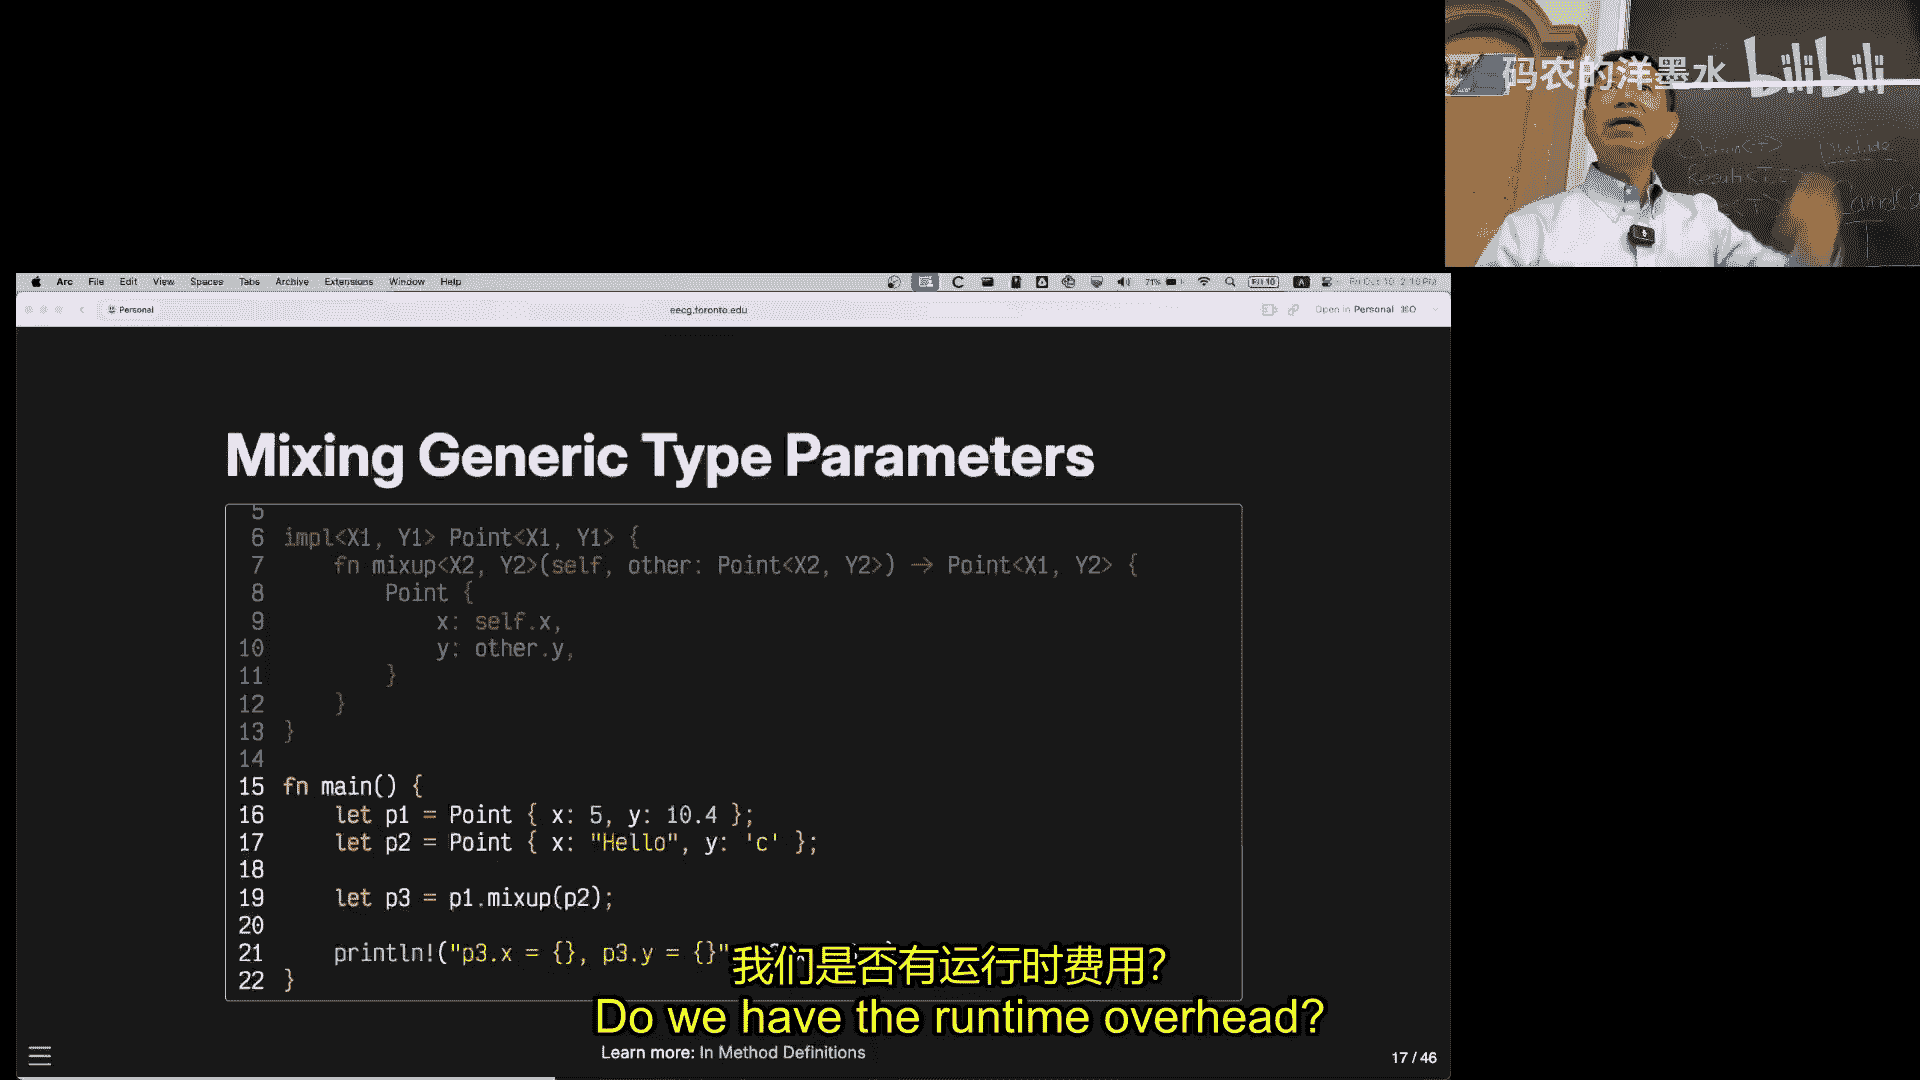 码农的洋墨水 bilibili
Arc File Edit View Spaces Tabs Archive Extensions Window Help
71%
Personal
eecg.toronto.edu
Open in Personal ⌘O
Mixing Generic Type Parameters
5
6 impl<X1, Y1> Point<X1, Y1> {
7 fn mixup<X2, Y2>(self, other: Point<X2, Y2>) → Point<X1, Y2> {
8 Point {
9 x: self.x,
10 y: other.y,
11 }
12 }
13 }
14
15 fn main() {
16 let p1 = Point { x: 5, y: 10.4 };
17 let p2 = Point { x: "Hello", y: 'c' };
18
19 let p3 = p1.mixup(p2);
20
21 println!("p3.x = {}, p3.y = {}"
22 }
我们是否有运行时费用?
Do we have the runtime overhead?
Learn more: In Method Definitions
17 / 46